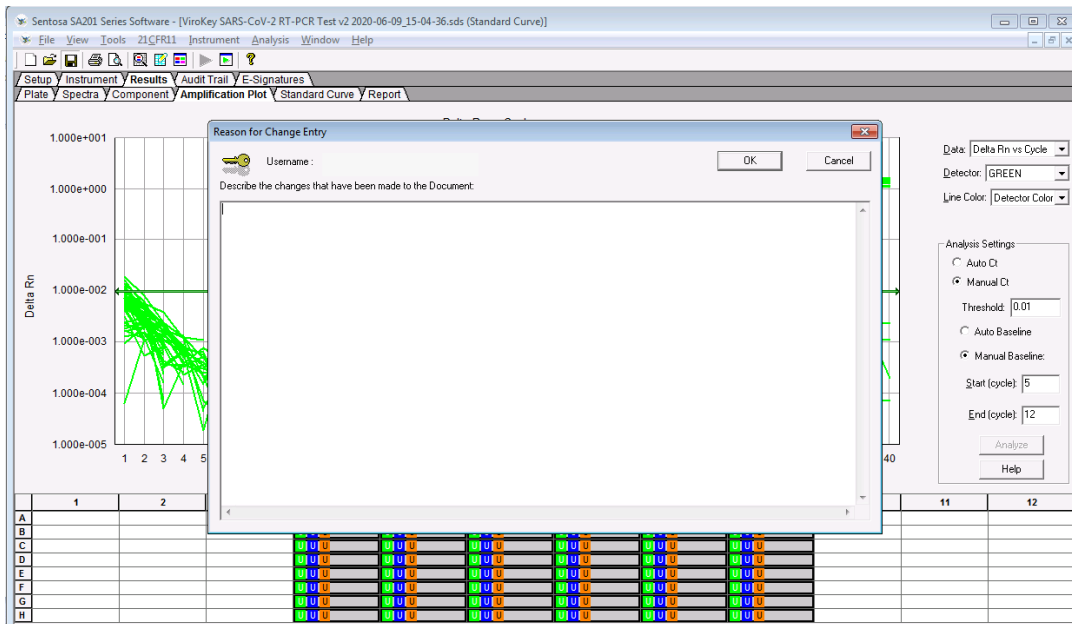 Sentosa SA201 Series Software - [ViroKey SARS-CoV-2 RT-PCR Test v2 2020-06-09_15-04-36.sds (Standard Curve)]
File View Tools 21CFR11 Instrument Analysis Window Help
Setup Instrument Results Audit Trail E-Signatures
Plate Spectra Component Amplification Plot Standard Curve Report
Reason for Change Entry
Username :
OK Cancel
Describe the changes that have been made to the Document:
1.000e+001
1.000e+000
1.000e-001
1.000e-002
1.000e-003
1.000e-004
1.000e-005
Delta Rn
1 2 3 4 5 40
Data: Delta Rn vs Cycle
Detector: GREEN
Line Color: Detector Color
Analysis Settings
Auto Ct
Manual Ct
Threshold: 0.01
Auto Baseline
Manual Baseline:
Start (cycle): 5
End (cycle): 12
Analyze
Help
1 2 11 12
A
B
C U U U U U U U U U U U U U U U U U U
D U U U U U U U U U U U U U U U U U U
E U U U U U U U U U U U U U U U U U U
F U U U U U U U U U U U U U U U U U U
G U U U U U U U U U U U U U U U U U U
H U U U U U U U U U U U U U U U U U U